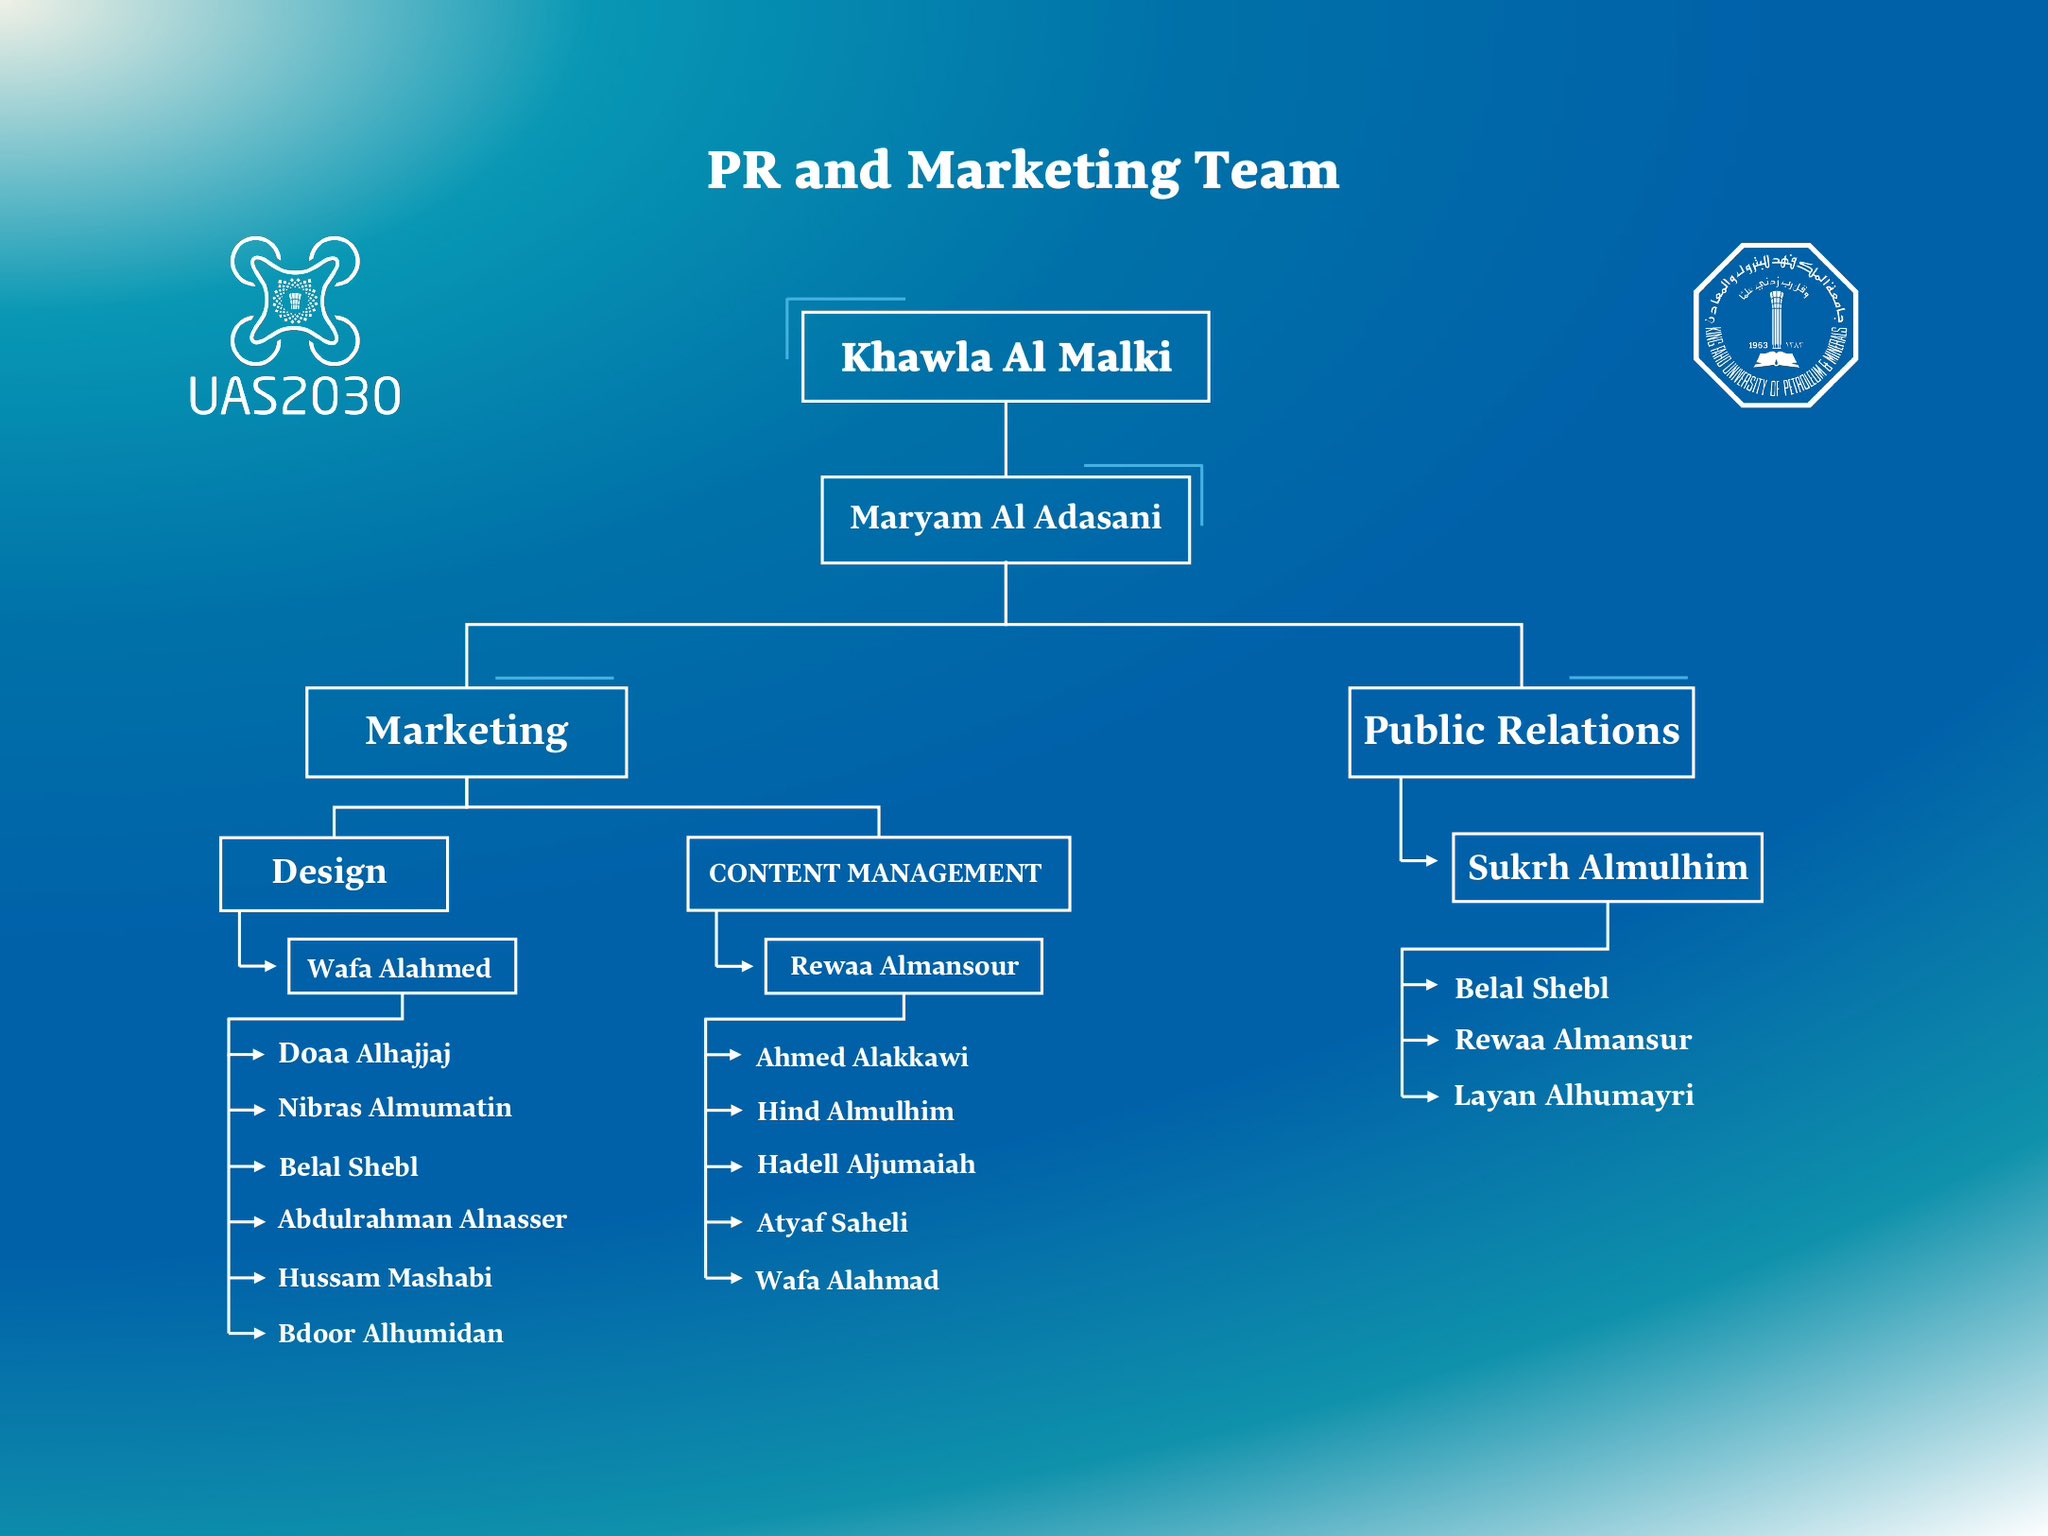 PR and Marketing Team
UAS2030
جامعة الملك فهد للبترول والمعادن
وقل رب زدني علما
1963 ١٣٨٣
KING FAHD UNIVERSITY OF PETROLEUM & MINERALS
Khawla Al Malki
Maryam Al Adasani
Marketing
Public Relations
Design
CONTENT MANAGEMENT
Sukrh Almulhim
Wafa Alahmed
Rewaa Almansour
Doaa Alhajjaj
Nibras Almumatin
Belal Shebl
Abdulrahman Alnasser
Hussam Mashabi
Bdoor Alhumidan
Ahmed Alakkawi
Hind Almulhim
Hadell Aljumaiah
Atyaf Saheli
Wafa Alahmad
Belal Shebl
Rewaa Almansur
Layan Alhumayri